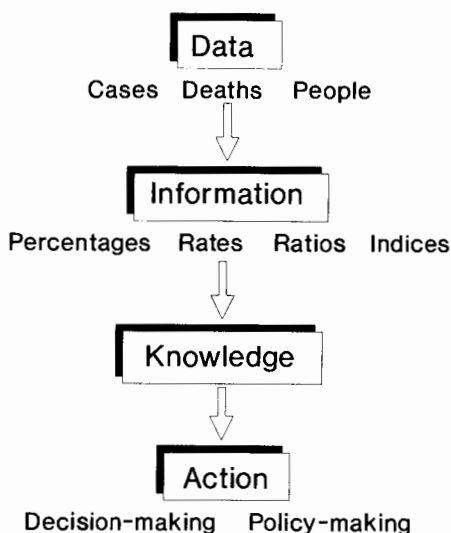 Data
Cases Deaths People
Information
Percentages Rates Ratios Indices
Knowledge
Action
Decision-making Policy-making